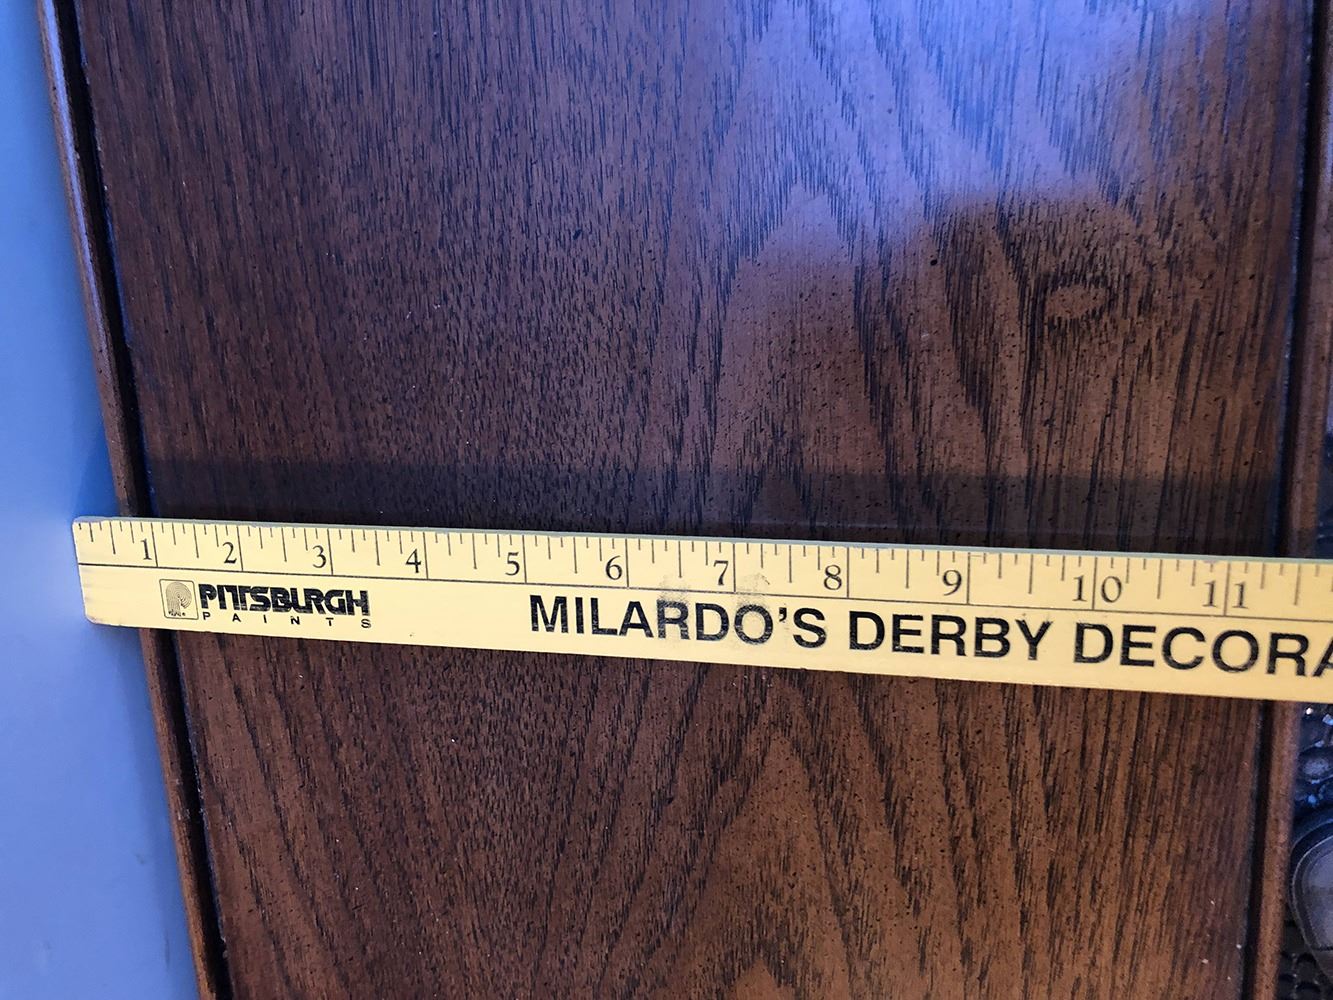 1 2 3 4 5 6 7 8 9 10 11
PITTSBURGH
PAINTS
MILARDO'S DERBY DECORA